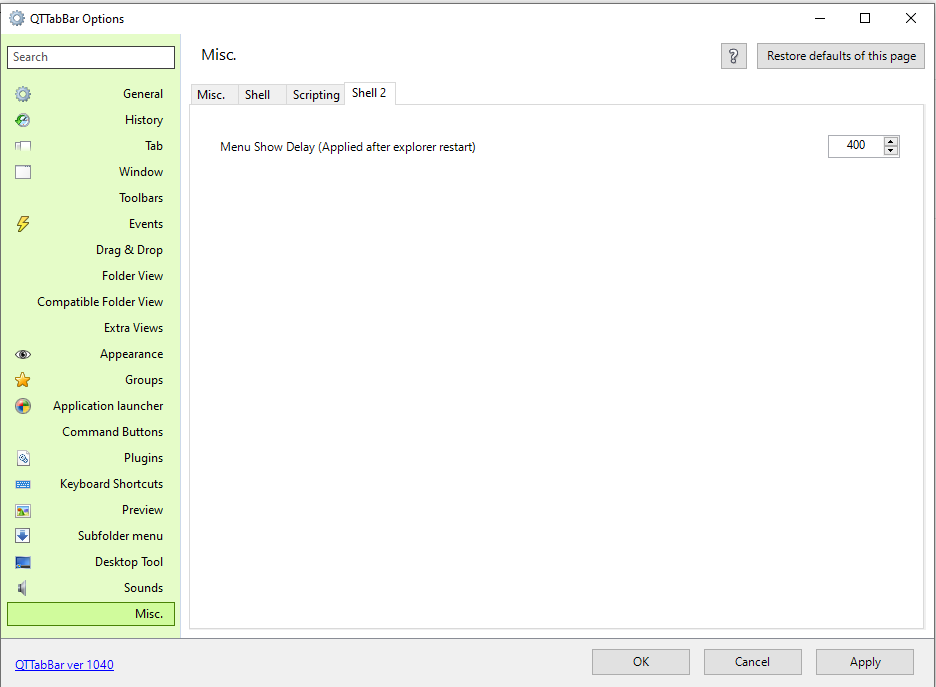 QTTabBar Options
Search
General
History
Tab
Window
Toolbars
Events
Drag & Drop
Folder View
Compatible Folder View
Extra Views
Appearance
Groups
Application launcher
Command Buttons
Plugins
Keyboard Shortcuts
Preview
Subfolder menu
Desktop Tool
Sounds
Misc.
Misc.
? Restore defaults of this page
Misc. Shell Scripting Shell 2
Menu Show Delay (Applied after explorer restart) 400
QTTabBar ver 1040
OK Cancel Apply